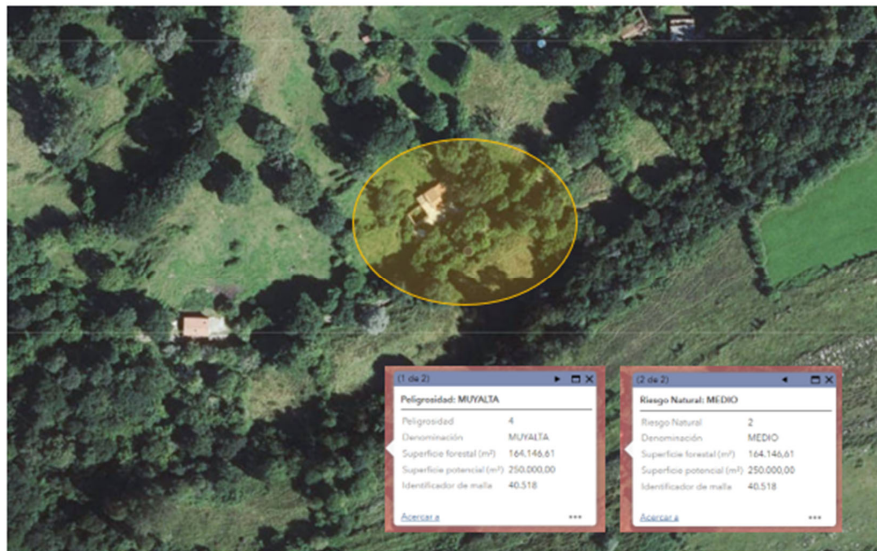 (1 de 2)
Peligrosidad: MUYALTA
Peligrosidad 4
Denominación MUYALTA
Superficie forestal (m²) 164.146,61
Superficie potencial (m²) 250.000,00
Identificador de malla 40.518
Acercar a
(2 de 2)
Riesgo Natural: MEDIO
Riesgo Natural 2
Denominación MEDIO
Superficie forestal (m²) 164.146,61
Superficie potencial (m²) 250.000,00
Identificador de malla 40.518
Acercar a